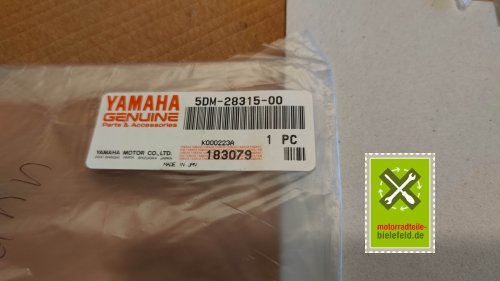 YAMAHA
GENUINE
Parts & Accessories
5DM-28315-00
K000223A
1 PC
YAMAHA MOTOR CO.,LTD.
183079
MADE IN JPN
motorradteile-
bielefeld.de